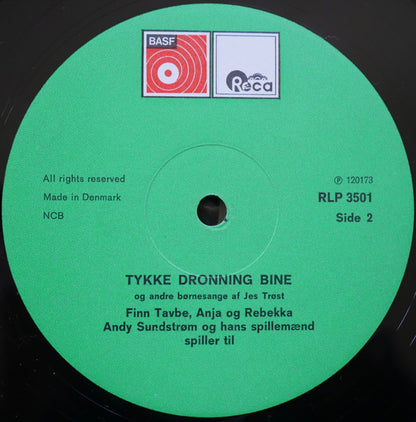 BASF
Reca
All rights reserved
Made in Denmark
NCB
Ⓟ 120173
RLP 3501
Side 2
TYKKE DRONNING BINE
og andre børnesange af Jes Trøst
Finn Tavbe, Anja og Rebekka
Andy Sundstrøm og hans spillemænd
spiller til